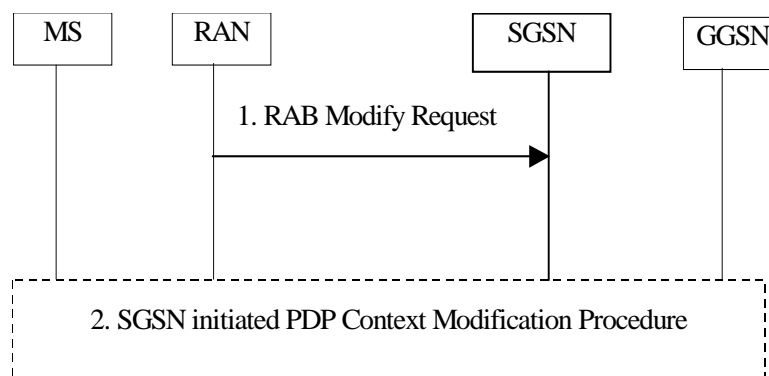 MS RAN SGSN GGSN
1. RAB Modify Request
2. SGSN initiated PDP Context Modification Procedure